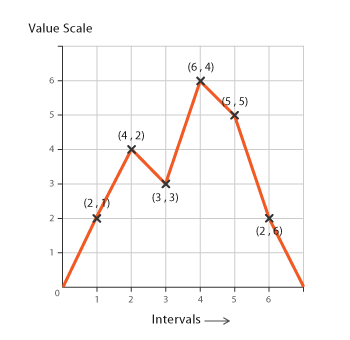 Value Scale
(6 , 4)
6
(5 , 5)
5
(4 , 2)
4
3
(3 , 3)
(2 , 1)
2
(2 , 6)
1
0
1 2 3 4 5 6
Intervals